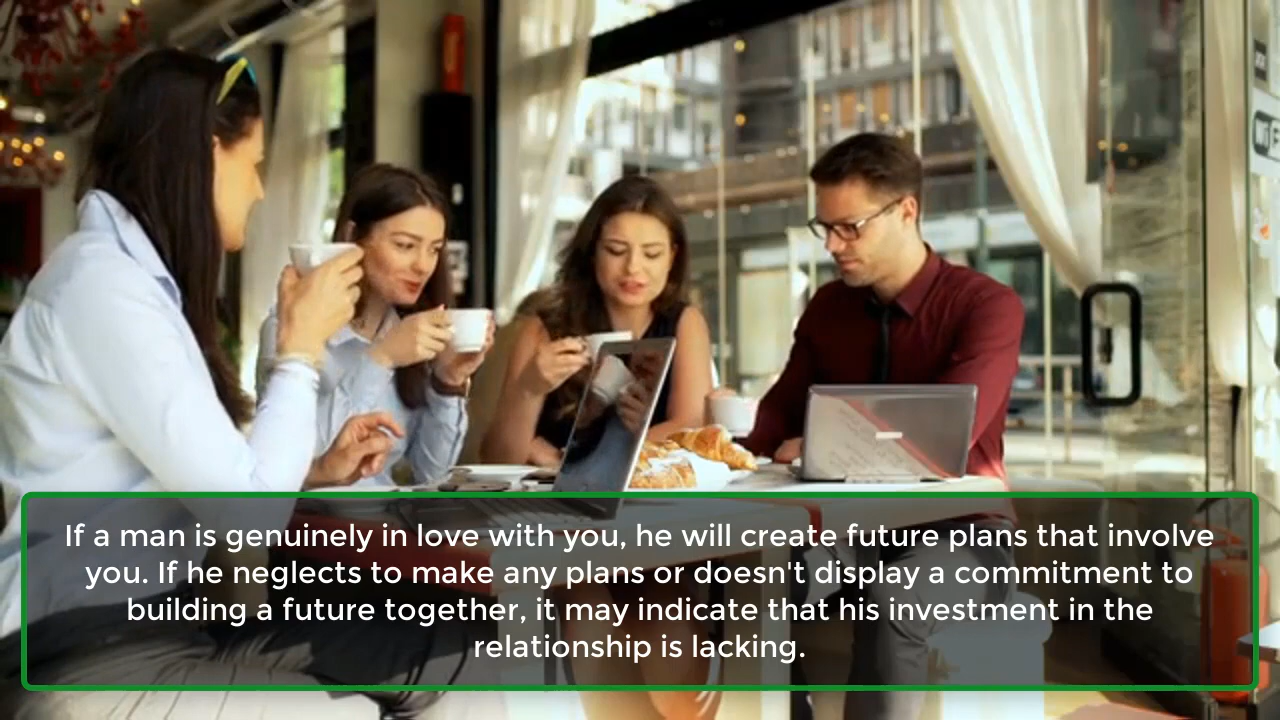 If a man is genuinely in love with you, he will create future plans that involve
you. If he neglects to make any plans or doesn't display a commitment to
building a future together, it may indicate that his investment in the
relationship is lacking.